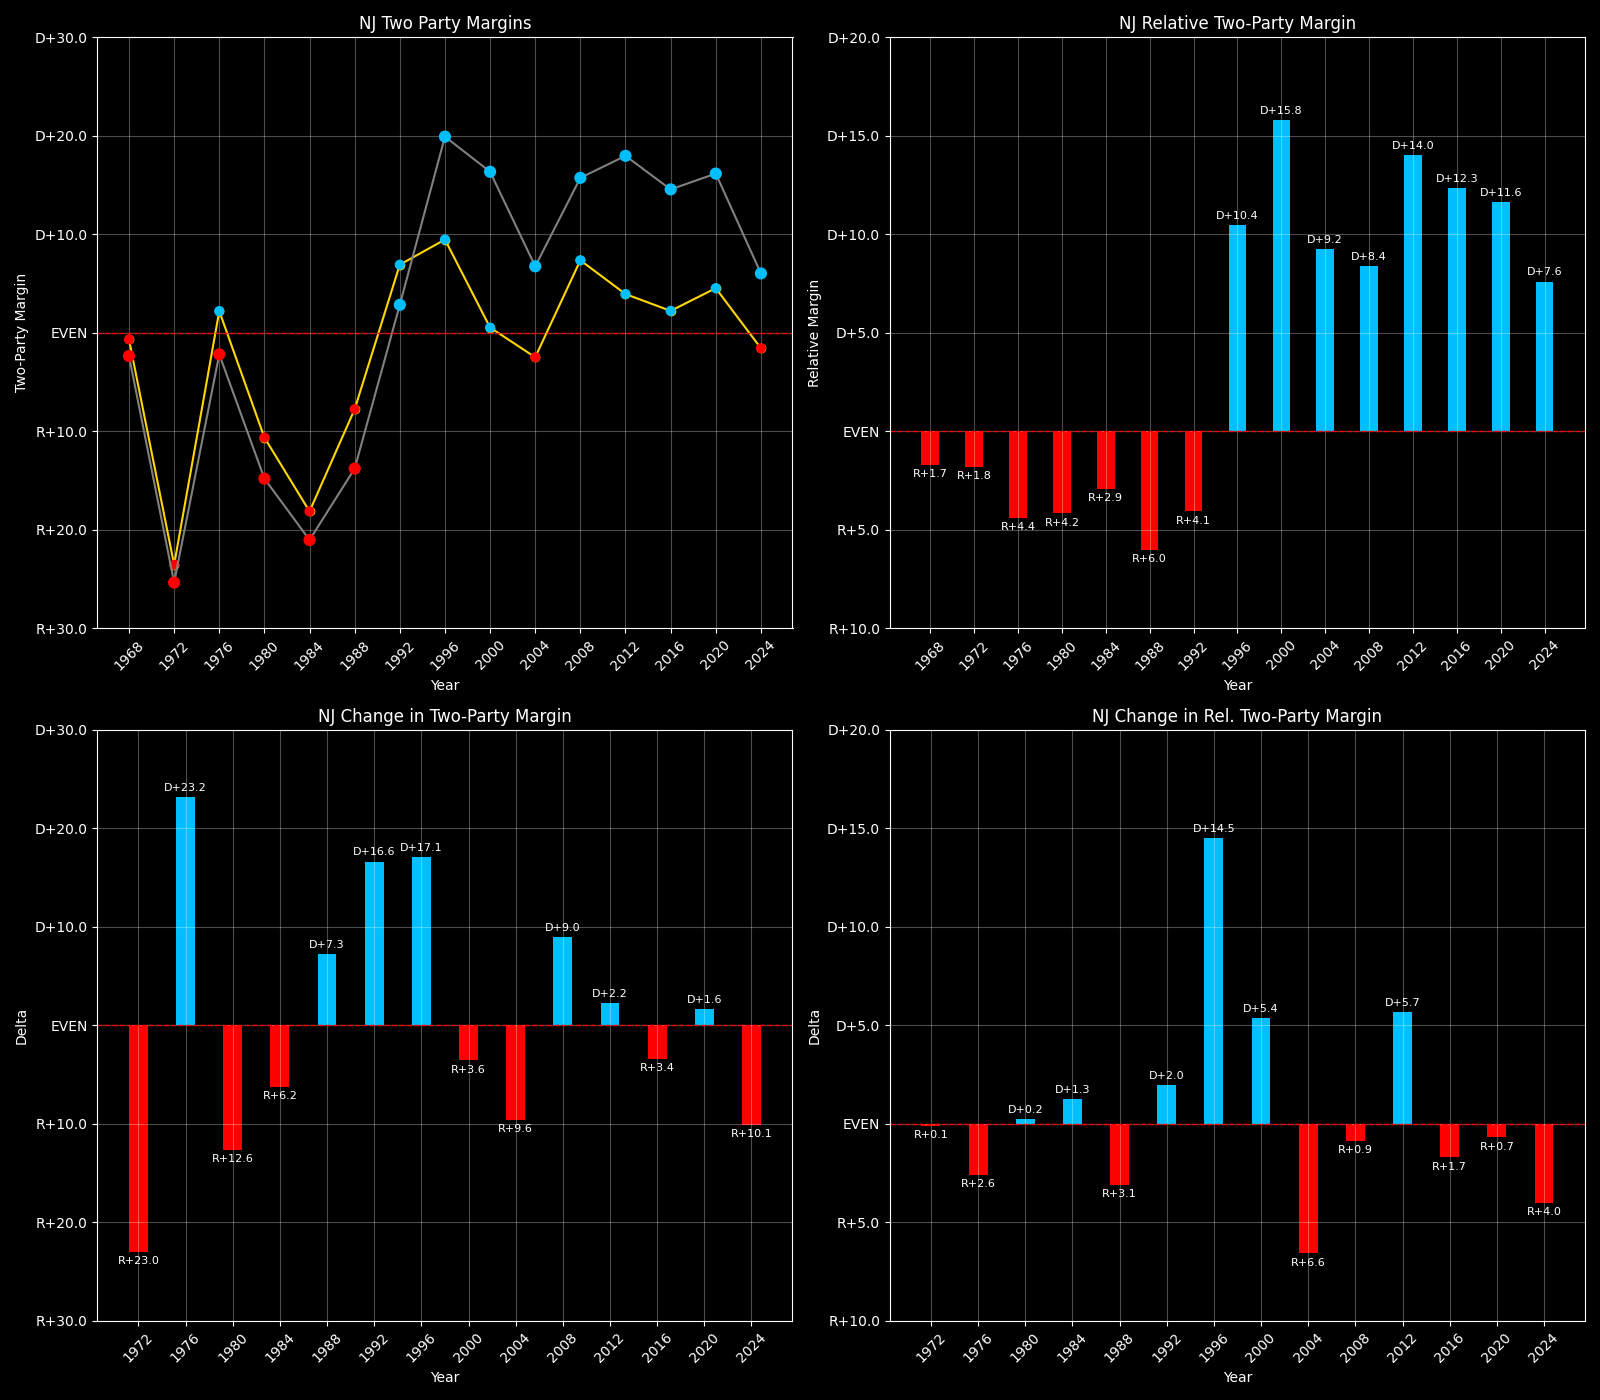 NJ Two Party Margins
D+30.0
D+20.0
D+10.0
EVEN
R+10.0
R+20.0
R+30.0
Two-Party Margin
1968 1972 1976 1980 1984 1988 1992 1996 2000 2004 2008 2012 2016 2020 2024
Year
NJ Relative Two-Party Margin
D+20.0
D+15.0
D+10.0
D+5.0
EVEN
R+5.0
R+10.0
Relative Margin
R+1.7 R+1.8 R+4.4 R+4.2 R+2.9 R+6.0 R+4.1 D+10.4 D+15.8 D+9.2 D+8.4 D+14.0 D+12.3 D+11.6 D+7.6
1968 1972 1976 1980 1984 1988 1992 1996 2000 2004 2008 2012 2016 2020 2024
Year
NJ Change in Two-Party Margin
D+30.0
D+20.0
D+10.0
EVEN
R+10.0
R+20.0
R+30.0
Delta
R+23.0 D+23.2 R+12.6 R+6.2 D+7.3 D+16.6 D+17.1 R+3.6 R+9.6 D+9.0 D+2.2 R+3.4 D+1.6 R+10.1
1972 1976 1980 1984 1988 1992 1996 2000 2004 2008 2012 2016 2020 2024
Year
NJ Change in Rel. Two-Party Margin
D+20.0
D+15.0
D+10.0
D+5.0
EVEN
R+5.0
R+10.0
Delta
R+0.1 R+2.6 D+0.2 D+1.3 R+3.1 D+2.0 D+14.5 D+5.4 R+6.6 R+0.9 D+5.7 R+1.7 R+0.7 R+4.0
1972 1976 1980 1984 1988 1992 1996 2000 2004 2008 2012 2016 2020 2024
Year